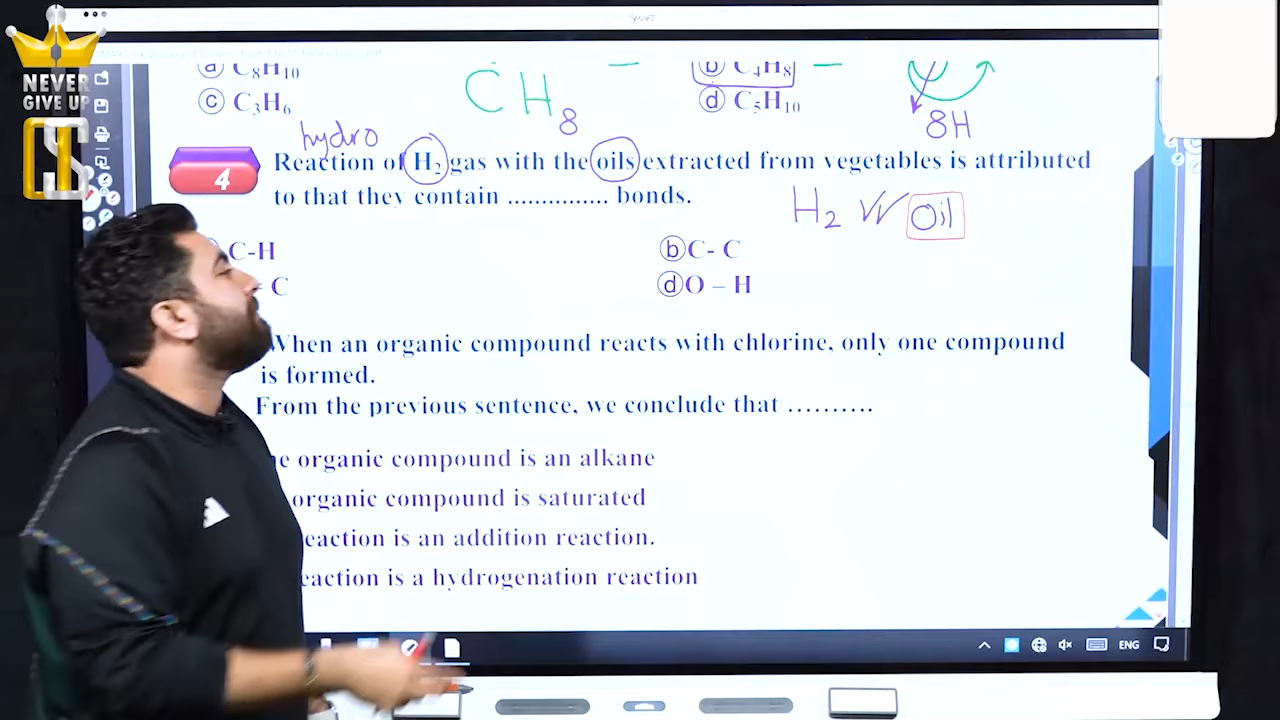 SMART
NEVER
GIVE UP
CS
ⓐ C₈H₁₀
ⓑ C₄H₈
ⓒ C₃H₆
ⓓ C₅H₁₀
CH₈
8H
hydro
4
Reaction of H₂ gas with the oils extracted from vegetables is attributed
to that they contain ............... bonds.
H₂ Oil
C-H
ⓑ C- C
C
ⓓ O – H
When an organic compound reacts with chlorine, only one compound
is formed.
From the previous sentence, we conclude that ..........
organic compound is an alkane
organic compound is saturated
is an addition reaction.
is a hydrogenation reaction
ENG